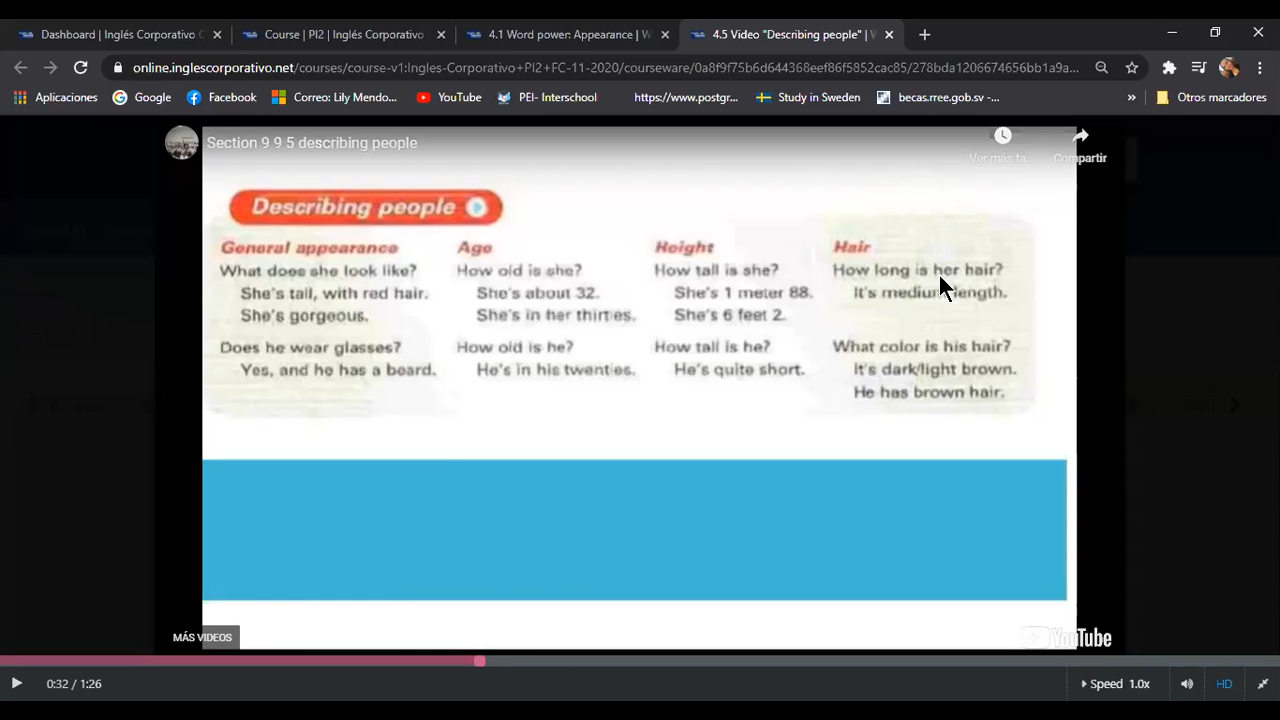 Dashboard | Inglés Corporativo C
Course | PI2 | Inglés Corporativo
4.1 Word power: Appearance | W
4.5 Video "Describing people" | W
online.inglescorporativo.net/courses/course-v1:Ingles-Corporativo+PI2+FC-11-2020/courseware/0a8f9f75b6d644368eef86f5852cac85/278bda1206674656bb1a9a...
Aplicaciones
Google
Facebook
Correo: Lily Mendo...
YouTube
PEI- Interschool
https://www.postgr...
Study in Sweden
becas.rree.gob.sv -...
»
Otros marcadores
Section 9 9 5 describing people
Ver más ta...
Compartir
Describing people
General appearance
What does she look like?
She's tall, with red hair.
She's gorgeous.
Does he wear glasses?
Yes, and he has a beard.
Age
How old is she?
She's about 32.
She's in her thirties.
How old is he?
He's in his twenties.
Height
How tall is she?
She's 1 meter 88.
She's 6 feet 2.
How tall is he?
He's quite short.
Hair
How long is her hair?
It's medium length.
What color is his hair?
It's dark/light brown.
He has brown hair.
MÁS VIDEOS
YouTube
0:32 / 1:26
Speed 1.0x
HD